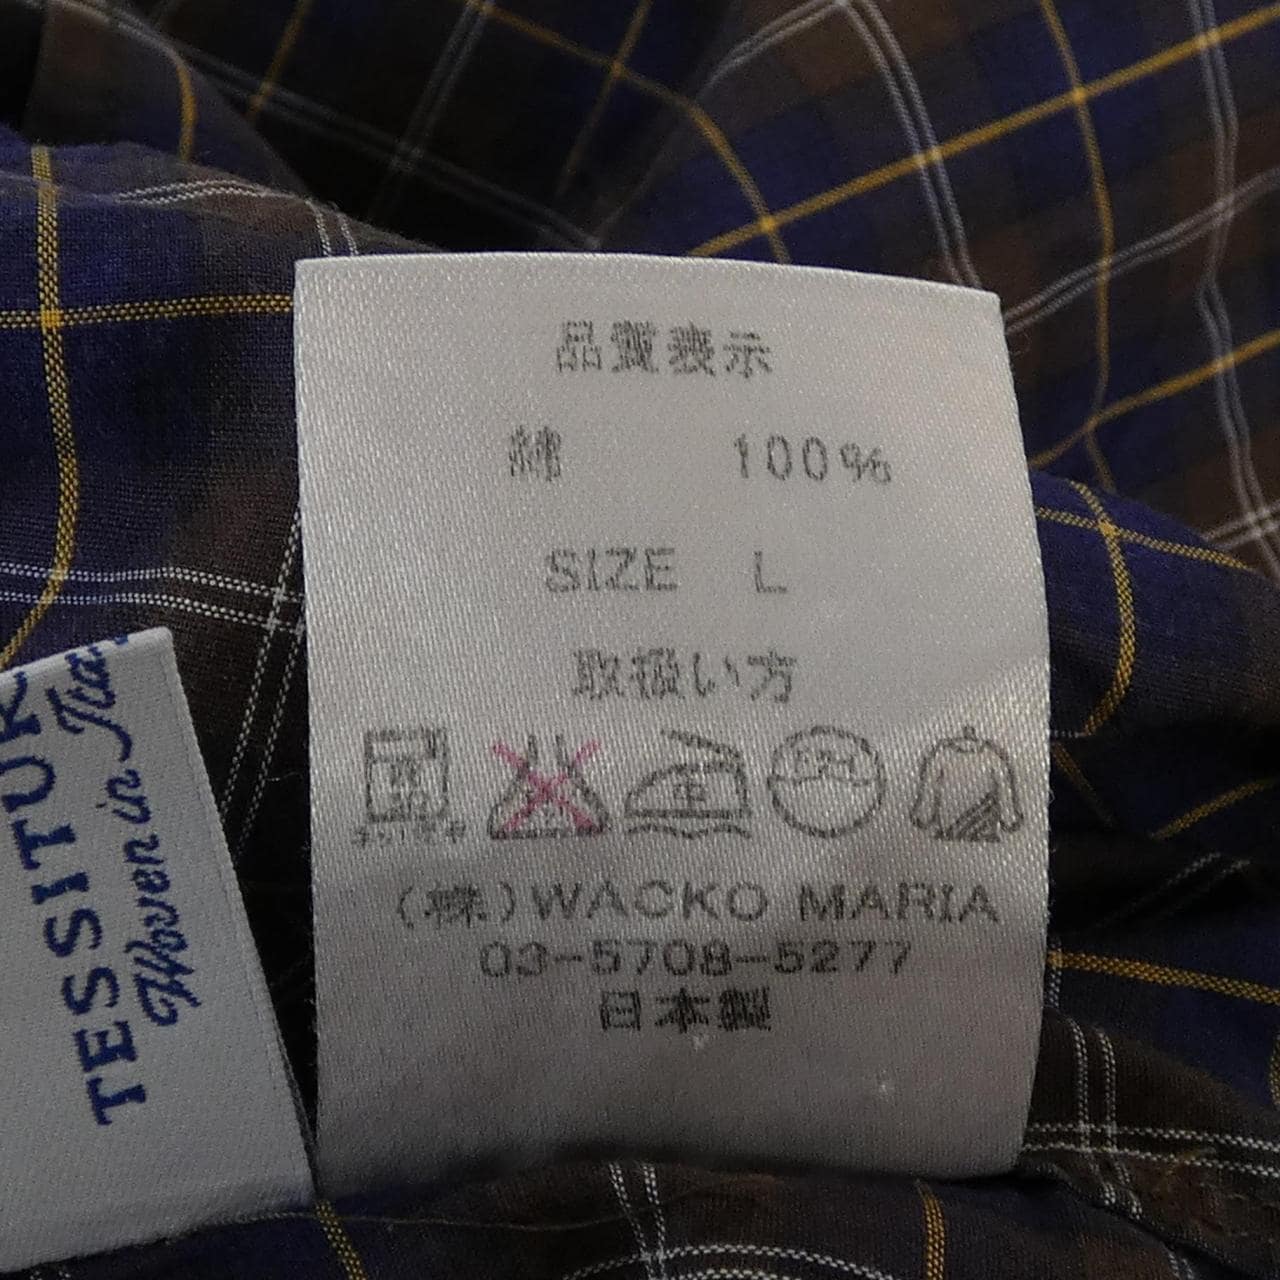 品質表示
綿 100%
SIZE L
取扱い方
中
(株)WACKO MARIA
03-5708-5277
日本製
TESSITUR
Woven in Ita